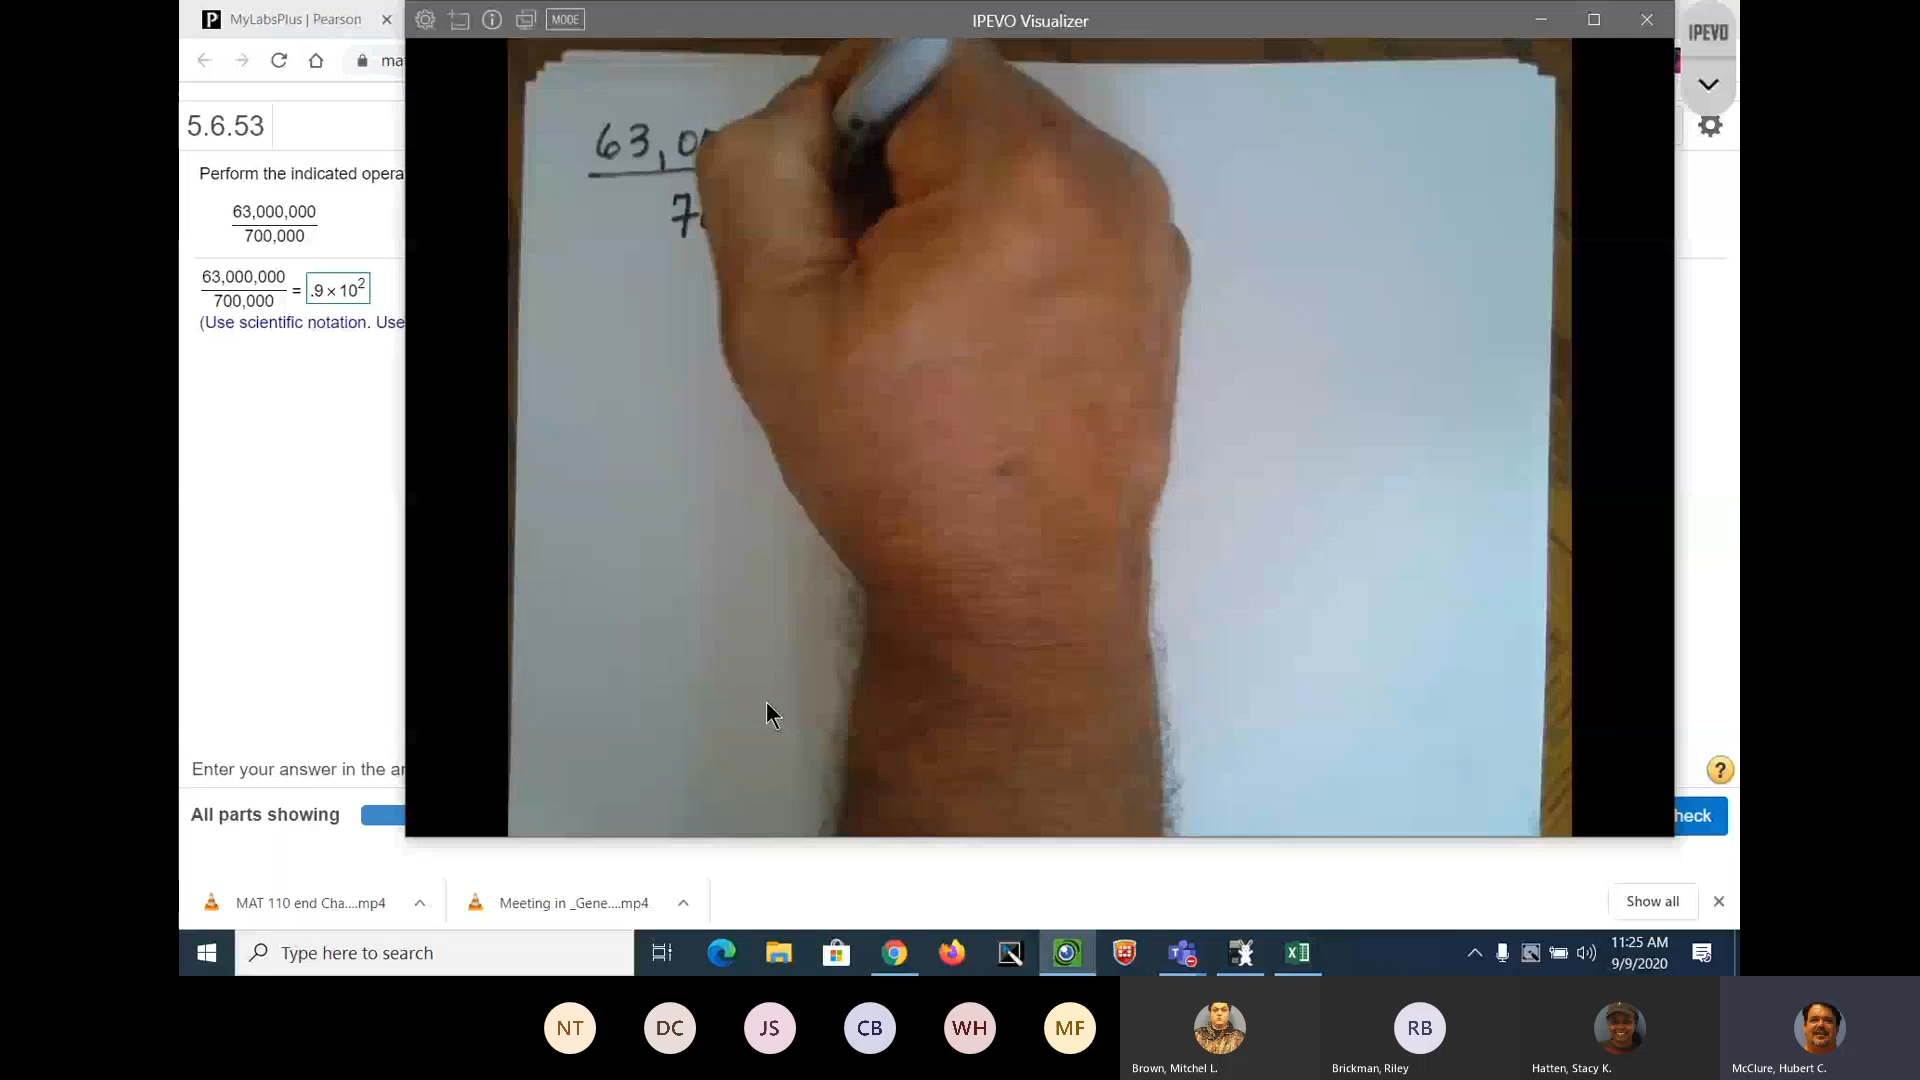 MyLabsPlus | Pearson
MODE
IPEVO Visualizer
IPEVO
5.6.53
Perform the indicated opera
63,000,000
700,000
63,000,000
700,000
= .9 × 10²
(Use scientific notation. Use
63,0
7
Enter your answer in the
All parts showing
heck
MAT 110 end Cha....mp4
Meeting in _Gene....mp4
Show all
Type here to search
11:25 AM
9/9/2020
NT DC JS CB WH MF RB
Brown, Mitchel L. Brickman, Riley Hatten, Stacy K. McClure, Hubert C.